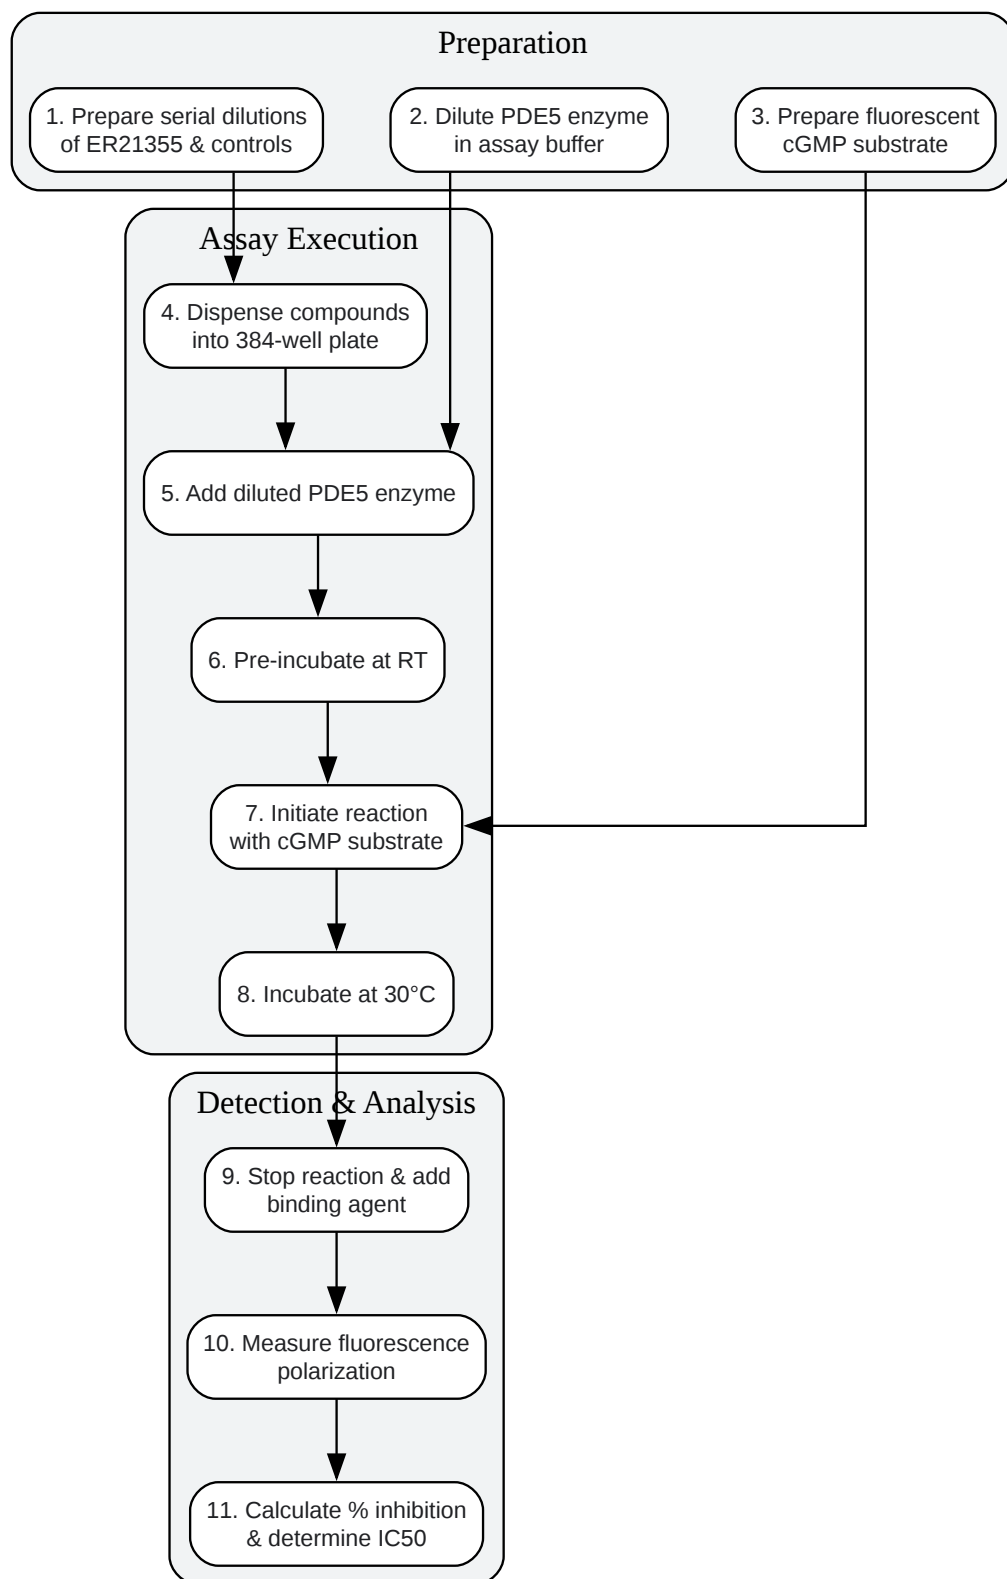 Preparation
1. Prepare serial dilutions
of ER21355 & controls
2. Dilute PDE5 enzyme
in assay buffer
3. Prepare fluorescent
cGMP substrate
Assay Execution
4. Dispense compounds
into 384-well plate
5. Add diluted PDE5 enzyme
6. Pre-incubate at RT
7. Initiate reaction
with cGMP substrate
8. Incubate at 30°C
Detection & Analysis
9. Stop reaction & add
binding agent
10. Measure fluorescence
polarization
11. Calculate % inhibition
& determine IC50